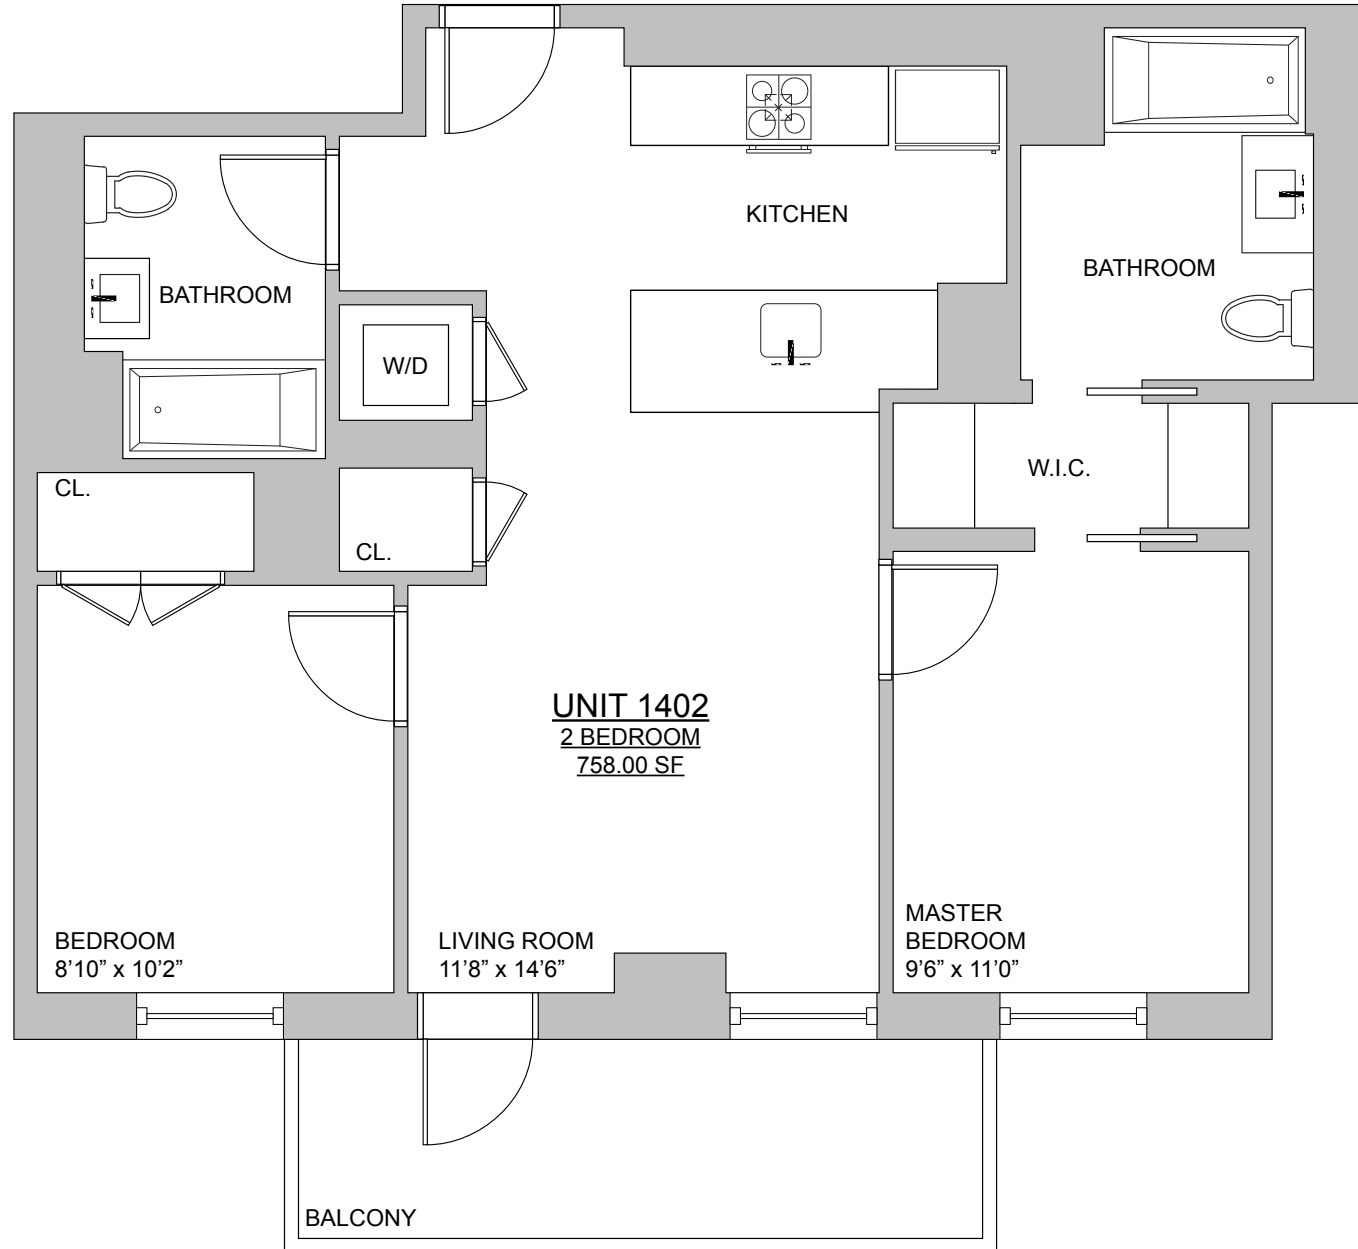 KITCHEN
BATHROOM
BATHROOM
W/D
W.I.C.
CL.
CL.
UNIT 1402
2 BEDROOM
758.00 SF
BEDROOM
8’10” x 10’2”
LIVING ROOM
11’8” x 14’6”
MASTER
BEDROOM
9’6” x 11’0”
BALCONY